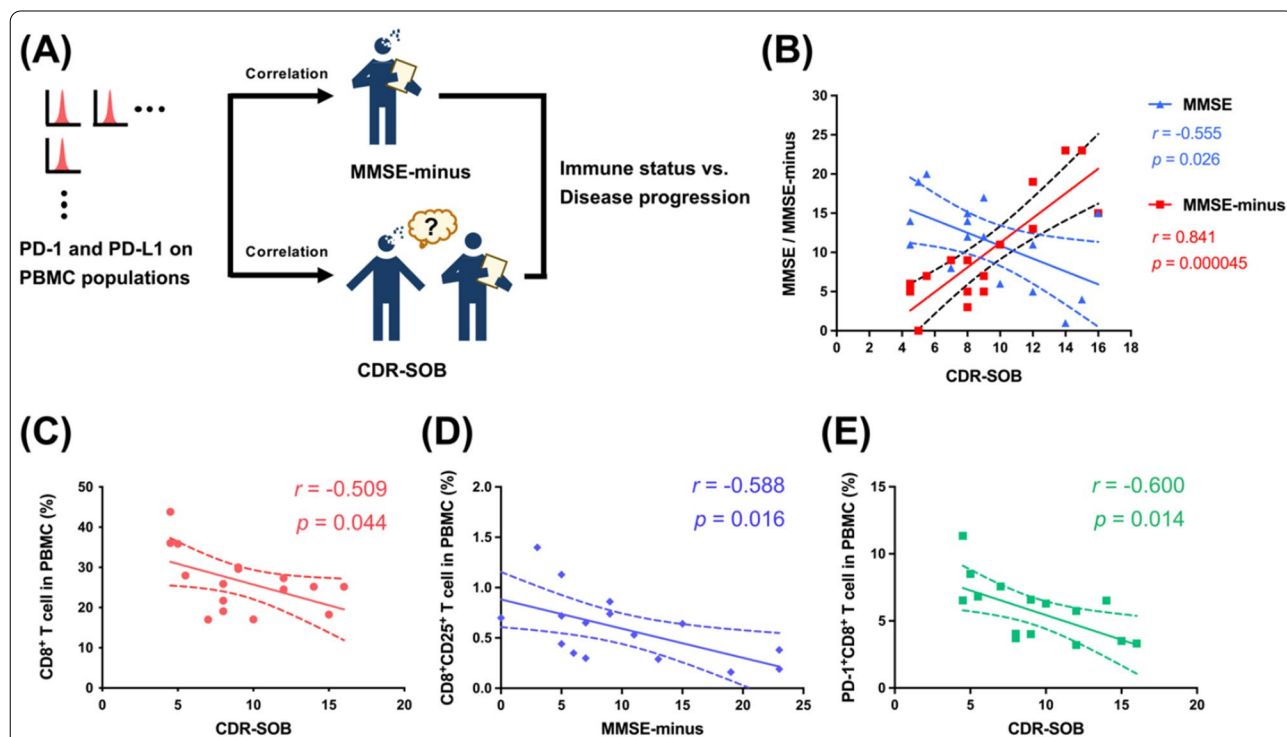 (A)
Correlation
MMSE-minus
PD-1 and PD-L1 on
PBMC populations
Correlation
?
CDR-SOB
Immune status vs.
Disease progression
(B)
MMSE / MMSE-minus
30
25
20
15
10
5
0
0 2 4 6 8 10 12 14 16 18
CDR-SOB
MMSE
r = -0.555
p = 0.026
MMSE-minus
r = 0.841
p = 0.000045
(C)
CD8+ T cell in PBMC (%)
50
40
30
20
10
0
0 5 10 15 20
CDR-SOB
r = -0.509
p = 0.044
(D)
CD8+CD25+ T cell in PBMC (%)
2.0
1.5
1.0
0.5
0.0
0 5 10 15 20 25
MMSE-minus
r = -0.588
p = 0.016
(E)
PD-1+CD8+ T cell in PBMC (%)
15
10
5
0
0 5 10 15 20
CDR-SOB
r = -0.600
p = 0.014